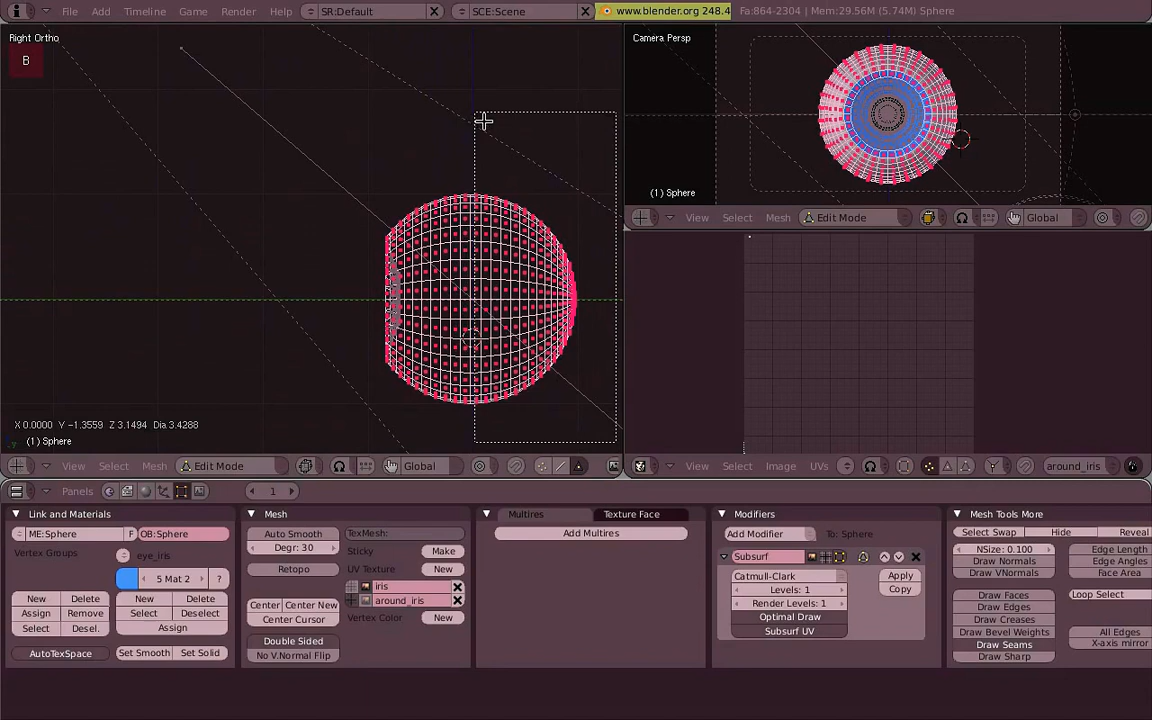 File Add Timeline Game Render Help SR:Default SCE:Scene www.blender.org 248.4 Fa:864-2304 | Mem:29.56M (5.74M) Sphere
Right Ortho
B
X 0.0000 Y -1.3559 Z 3.1494 Dia 3.4288
(1) Sphere
View Select Mesh Edit Mode Global
Camera Persp
(1) Sphere
View Select Mesh Edit Mode Global
View Select Image UVs around_iris
Panels 1
Link and Materials
ME:Sphere F OB:Sphere
Vertex Groups eye_iris
5 Mat 2 ?
New Delete New Delete
Assign Remove Select Deselect
Select Desel. Assign
AutoTexSpace Set Smooth Set Solid
Mesh
Auto Smooth
Degr: 30
Retopo
Center Center New
Center Cursor
Double Sided
No V.Normal Flip
TexMesh:
Sticky Make
UV Texture New
iris
around_iris
Vertex Color New
Multires Texture Face
Add Multires
Modifiers
Add Modifier To: Sphere
Subsurf
Catmull-Clark
Levels: 1
Render Levels: 1
Optimal Draw
Subsurf UV
Apply
Copy
Mesh Tools More
Select Swap Hide Reveal
NSize: 0.100
Draw Normals
Draw VNormals
Draw Faces
Draw Edges
Draw Creases
Draw Bevel Weights
Draw Seams
Draw Sharp
Edge Length
Edge Angles
Face Area
Loop Select
All Edges
X-axis mirror